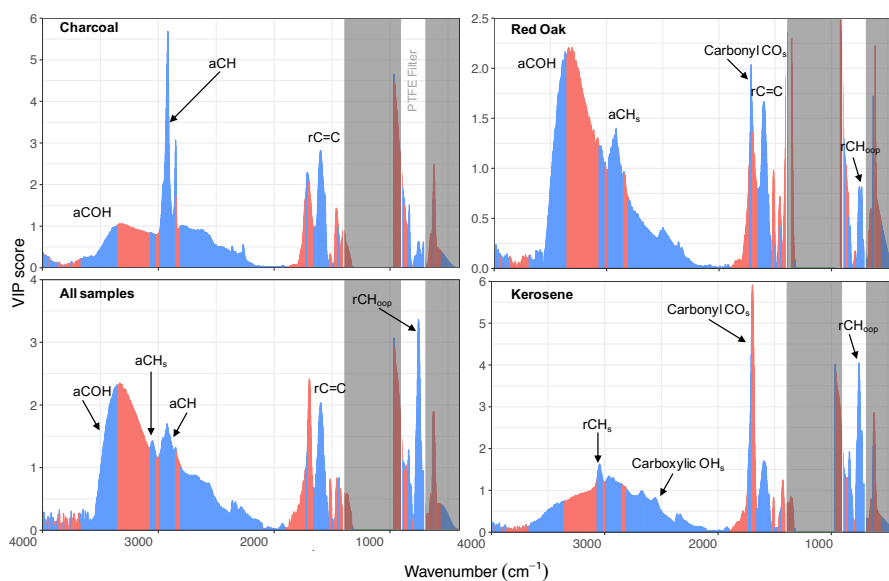 Charcoal
6
5
4
3
2
1
0
aCH
rC=C
aCOH
PTFE Filter
Red Oak
2.5
2.0
1.5
1.0
0.5
0.0
aCOH
aCHs
Carbonyl COs
rC=C
rCHoop
VIP score
All samples
4
3
2
1
0
aCOH
aCHs
aCH
rC=C
rCHoop
Kerosene
6
5
4
3
2
1
0
rCHs
Carboxylic OHs
Carbonyl COs
rCHoop
4000
3000
2000
1000
4000
3000
2000
1000
Wavenumber (cm⁻¹)